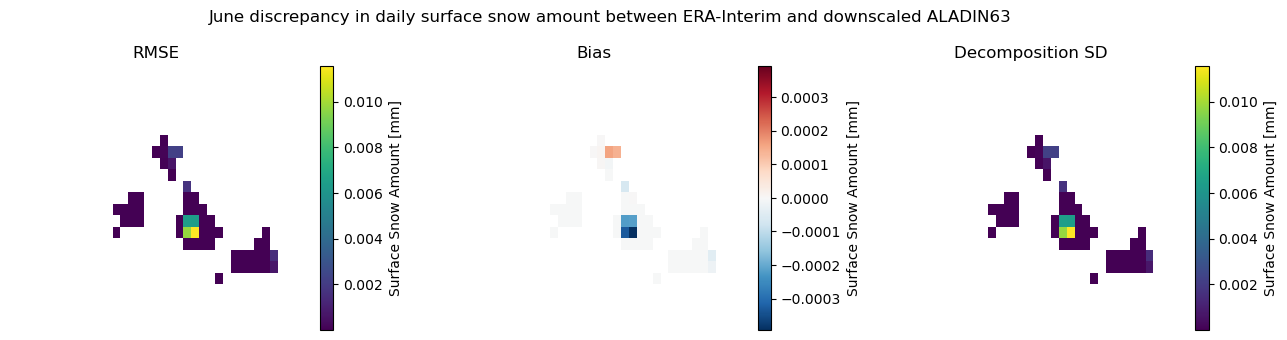 June discrepancy in daily surface snow amount between ERA-Interim and downscaled ALADIN63
RMSE
0.010
0.008
0.006
0.004
0.002
Surface Snow Amount [mm]
Bias
0.0003
0.0002
0.0001
0.0000
−0.0001
−0.0002
−0.0003
Surface Snow Amount [mm]
Decomposition SD
0.010
0.008
0.006
0.004
0.002
Surface Snow Amount [mm]